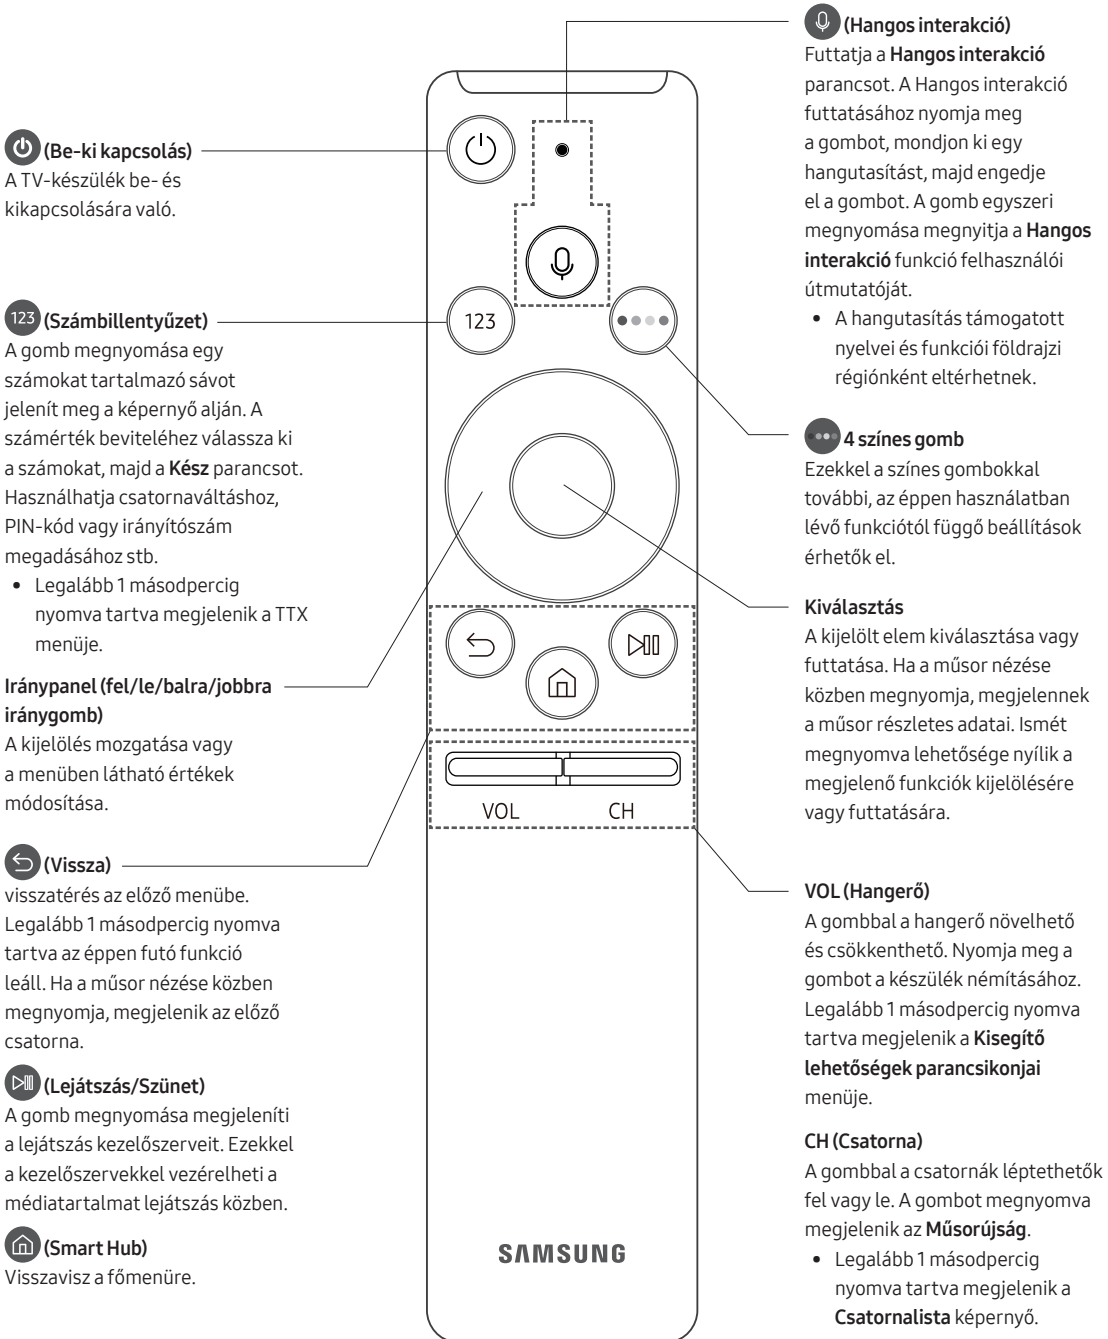 (Be-ki kapcsolás)
A TV-készülék be- és
kikapcsolására való.
123 (Számbillentyűzet)
A gomb megnyomása egy
számokat tartalmazó sávot
jelenít meg a képernyő alján. A
számérték beviteléhez válassza ki
a számokat, majd a Kész parancsot.
Használhatja csatornaváltáshoz,
PIN-kód vagy irányítószám
megadásához stb.
• Legalább 1 másodpercig
nyomva tartva megjelenik a TTX
menüje.
Iránypanel (fel/le/balra/jobbra
iránygomb)
A kijelölés mozgatása vagy
a menüben látható értékek
módosítása.
(Vissza)
visszatérés az előző menübe.
Legalább 1 másodpercig nyomva
tartva az éppen futó funkció
leáll. Ha a műsor nézése közben
megnyomja, megjelenik az előző
csatorna.
(Lejátszás/Szünet)
A gomb megnyomása megjeleníti
a lejátszás kezelőszerveit. Ezekkel
a kezelőszervekkel vezérelheti a
médiatartalmat lejátszás közben.
(Smart Hub)
Visszavisz a főmenüre.
123
VOL
CH
SAMSUNG
(Hangos interakció)
Futtatja a Hangos interakció
parancsot. A Hangos interakció
futtatásához nyomja meg
a gombot, mondjon ki egy
hangutasítást, majd engedje
el a gombot. A gomb egyszeri
megnyomása megnyitja a Hangos
interakció funkció felhasználói
útmutatóját.
• A hangutasítás támogatott
nyelvei és funkciói földrajzi
régiónként eltérhetnek.
4 színes gomb
Ezekkel a színes gombokkal
további, az éppen használatban
lévő funkciótól függő beállítások
érhetők el.
Kiválasztás
A kijelölt elem kiválasztása vagy
futtatása. Ha a műsor nézése
közben megnyomja, megjelennek
a műsor részletes adatai. Ismét
megnyomva lehetősége nyílik a
megjelenő funkciók kijelölésére
vagy futtatására.
VOL (Hangerő)
A gombbal a hangerő növelhető
és csökkenthető. Nyomja meg a
gombot a készülék némításához.
Legalább 1 másodpercig nyomva
tartva megjelenik a Kisegítő
lehetőségek parancsikonjai
menüje.
CH (Csatorna)
A gombbal a csatornák léptethetők
fel vagy le. A gombot megnyomva
megjelenik az Műsorújság.
• Legalább 1 másodpercig
nyomva tartva megjelenik a
Csatornalista képernyő.